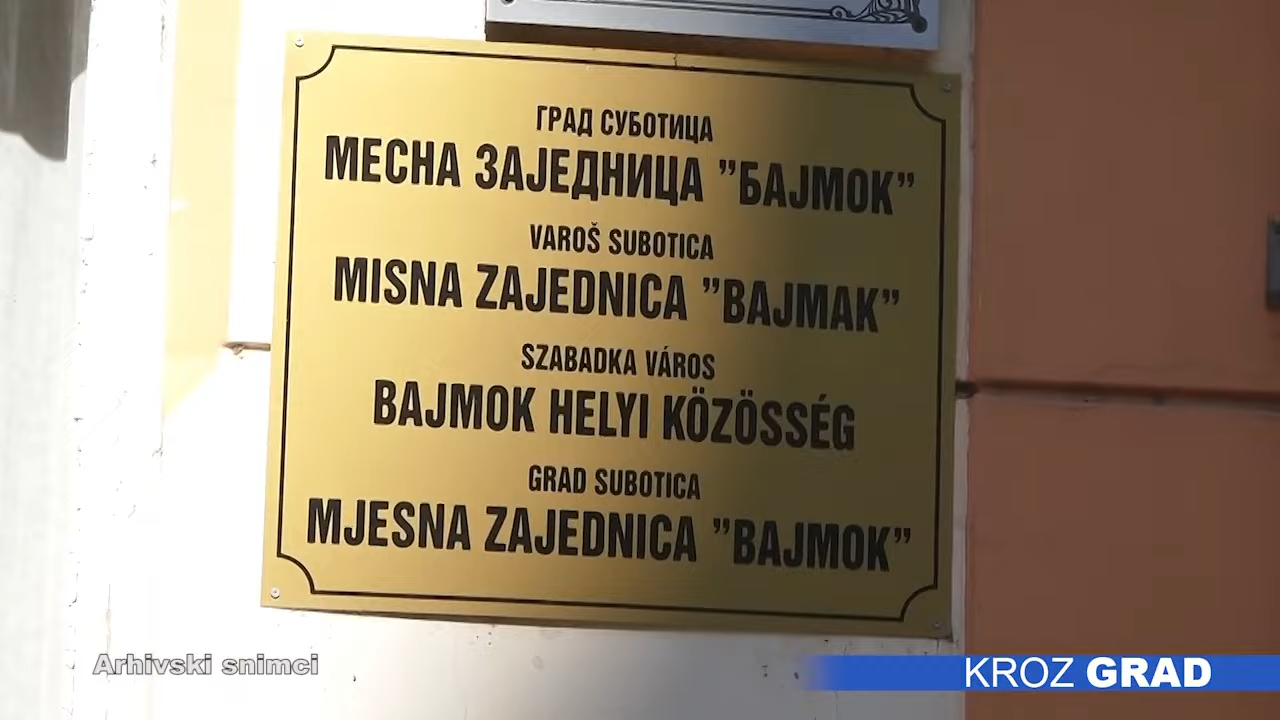 ГРАД СУБОТИЦА
МЕСНА ЗАЈЕДНИЦА ”БАЈМОК”
VAROŠ SUBOTICA
MISNA ZAJEDNICA ”BAJMAK”
SZABADKA VÁROS
BAJMOK HELYI KÖZÖSSÉG
GRAD SUBOTICA
MJESNA ZAJEDNICA ”BAJMOK”
Arhivski snimci
KROZ GRAD